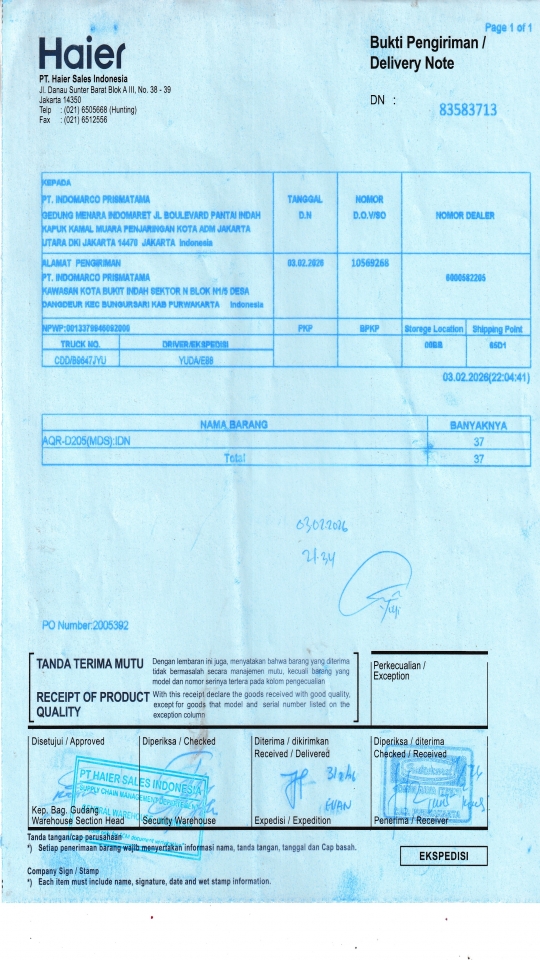 Page 1 of 1
Haier
Bukti Pengiriman /
Delivery Note
PT. Haier Sales Indonesia
Jl. Danau Sunter Barat Blok A III, No. 38 - 39
Jakarta 14350
Telp : (021) 6505668 (Hunting)
Fax : (021) 6512556
DN : 83583713
KEPADA
PT. INDOMARCO PRISMATAMA
GEDUNG MENARA INDOMARET JL BOULEVARD PANTAI INDAH
KAPUK KAMAL MUARA PENJARINGAN KOTA ADM JAKARTA
UTARA DKI JAKARTA 14470 JAKARTA Indonesia
TANGGAL D.N
NOMOR D.O.V/SO
NOMOR DEALER
ALAMAT PENGIRIMAN
PT. INDOMARCO PRISMATAMA
KAWASAN KOTA BUKIT INDAH SEKTOR N BLOK N1/5 DESA
DANGDEUR KEC BUNGURSARI KAB PURWAKARTA Indonesia
03.02.2026
10569268
0000582205
PKP
BPKP
Storege Location
Shipping Point
TRUCK NO.
DRIVER/EKSPEDISI
65D1
CDD/B9647JYU
YUDA/EBB
03.02.2026(22:04:41)
NAMA BARANG BANYAKNYA
AQR-D205(MDS):IDN 37
Total 37
03022026
21:34
PO Number:2005392
TANDA TERIMA MUTU
Dengan lembaran ini juga, menyatakan bahwa barang yang diterima
tidak bermasalah secara manajemen mutu, kecuali barang yang
model dan nomor serinya tertera pada kolom pengecualian
RECEIPT OF PRODUCT
QUALITY
With this receipt declare the goods received with good quality,
except for goods that model and serial number listed on the
exception column
Perkecualian /
Exception
Disetujui / Approved
Diperiksa / Checked
Diterima / dikirimkan
Received / Delivered
Diperiksa / diterima
Checked / Received
PT HAIER SALES INDONESIA
SUPPLY CHAIN MANAGEMENT DEPARTEMEN
EVAN
Kep. Bag. Gudang
Warehouse Section Head
Security Warehouse
Expedisi / Expedition
Penerima / Receiver
Tanda tangan/cap perusahaan
*) Setiap penerimaan barang wajib menyertakan informasi nama, tanda tangan, tanggal dan Cap basah.
EKSPEDISI
Company Sign / Stamp
*) Each item must include name, signature, date and wet stamp information.